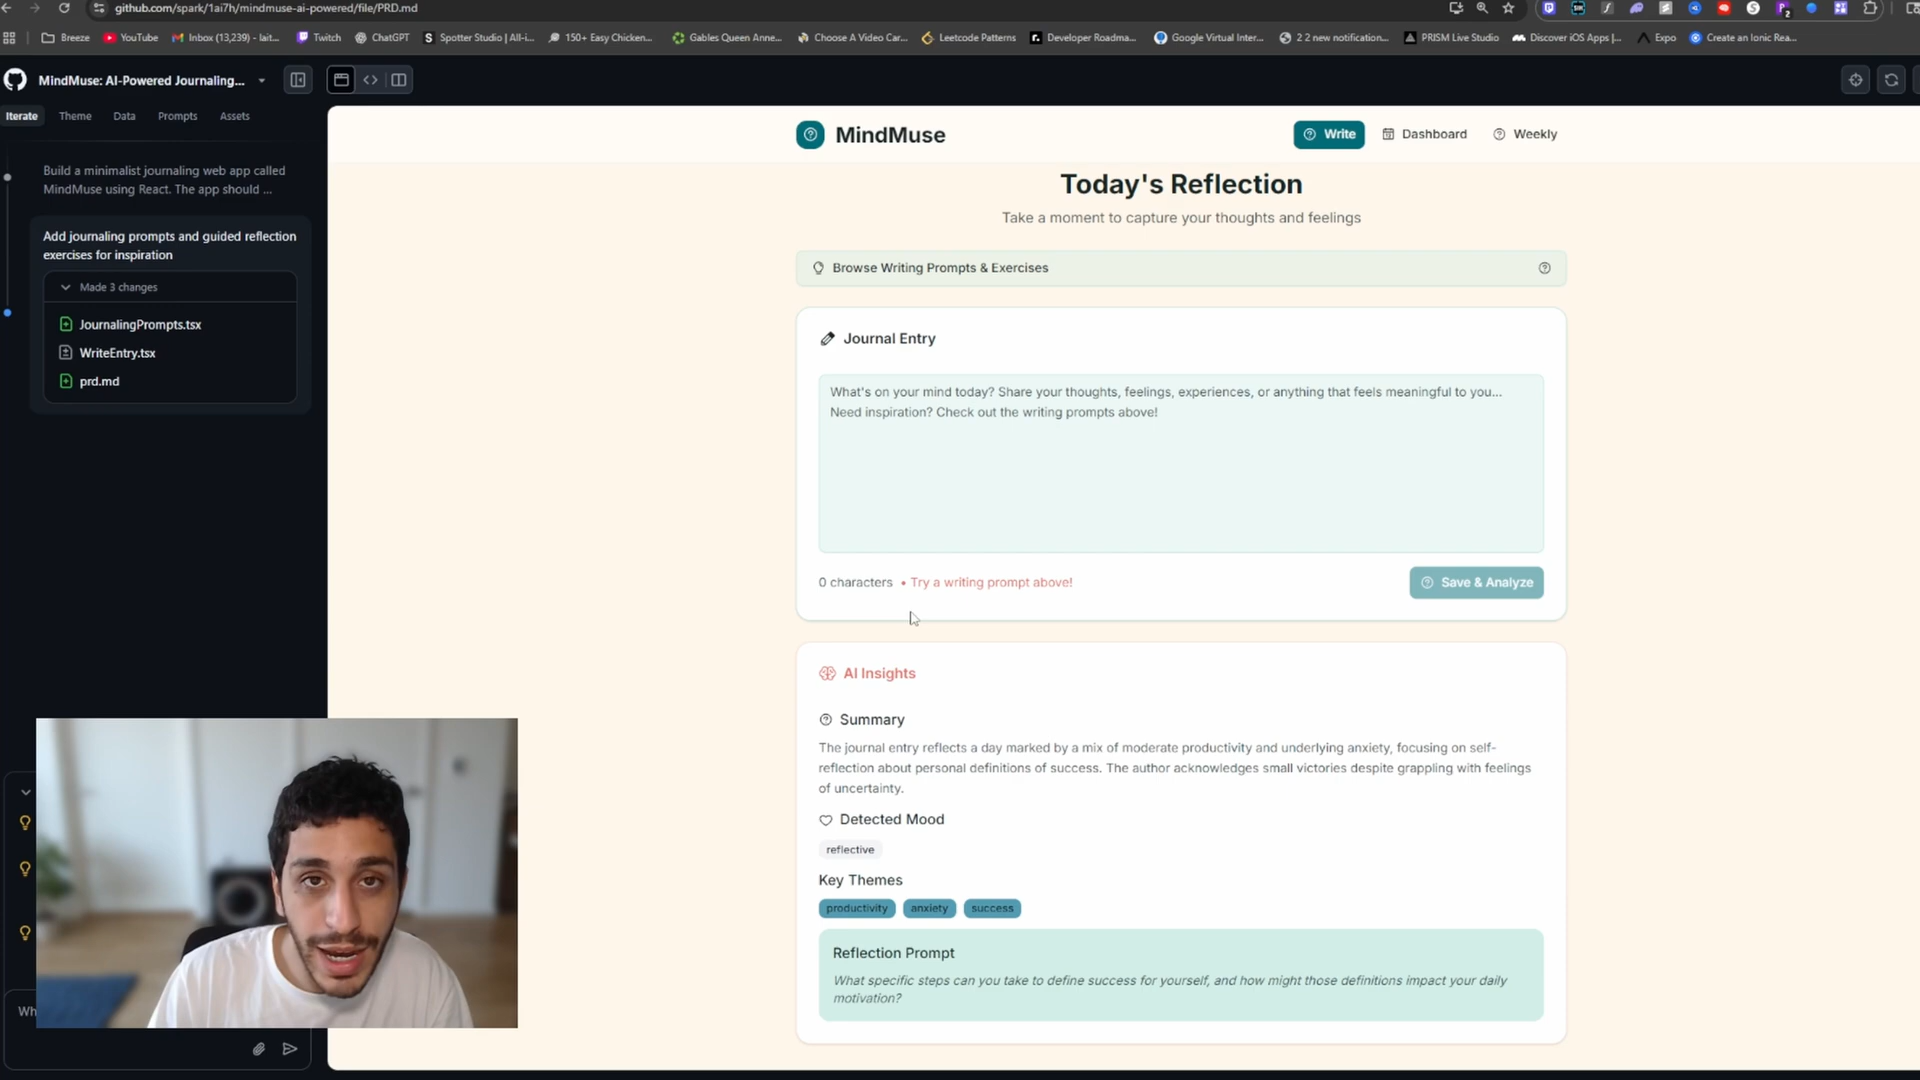 github.com/spark/1ai7h/mindmuse-ai-powered/file/PRD.md
Breeze
YouTube
Inbox (13,239) - lait...
Twitch
ChatGPT
Spotter Studio | All-i...
150+ Easy Chicken...
Gables Queen Anne...
Choose A Video Car...
Leetcode Patterns
Developer Roadma...
Google Virtual Inter...
2 2 new notification...
PRISM Live Studio
Discover iOS Apps |...
Expo
Create an Ionic Rea...
MindMuse: AI-Powered Journaling...
Iterate
Theme
Data
Prompts
Assets
Build a minimalist journaling web app called
MindMuse using React. The app should ...
Add journaling prompts and guided reflection
exercises for inspiration
Made 3 changes
JournalingPrompts.tsx
WriteEntry.tsx
prd.md
Wh
MindMuse
Write
Dashboard
Weekly
Today's Reflection
Take a moment to capture your thoughts and feelings
Browse Writing Prompts & Exercises
Journal Entry
What's on your mind today? Share your thoughts, feelings, experiences, or anything that feels meaningful to you...
Need inspiration? Check out the writing prompts above!
0 characters • Try a writing prompt above!
Save & Analyze
AI Insights
Summary
The journal entry reflects a day marked by a mix of moderate productivity and underlying anxiety, focusing on self-
reflection about personal definitions of success. The author acknowledges small victories despite grappling with feelings
of uncertainty.
Detected Mood
reflective
Key Themes
productivity
anxiety
success
Reflection Prompt
What specific steps can you take to define success for yourself, and how might those definitions impact your daily
motivation?